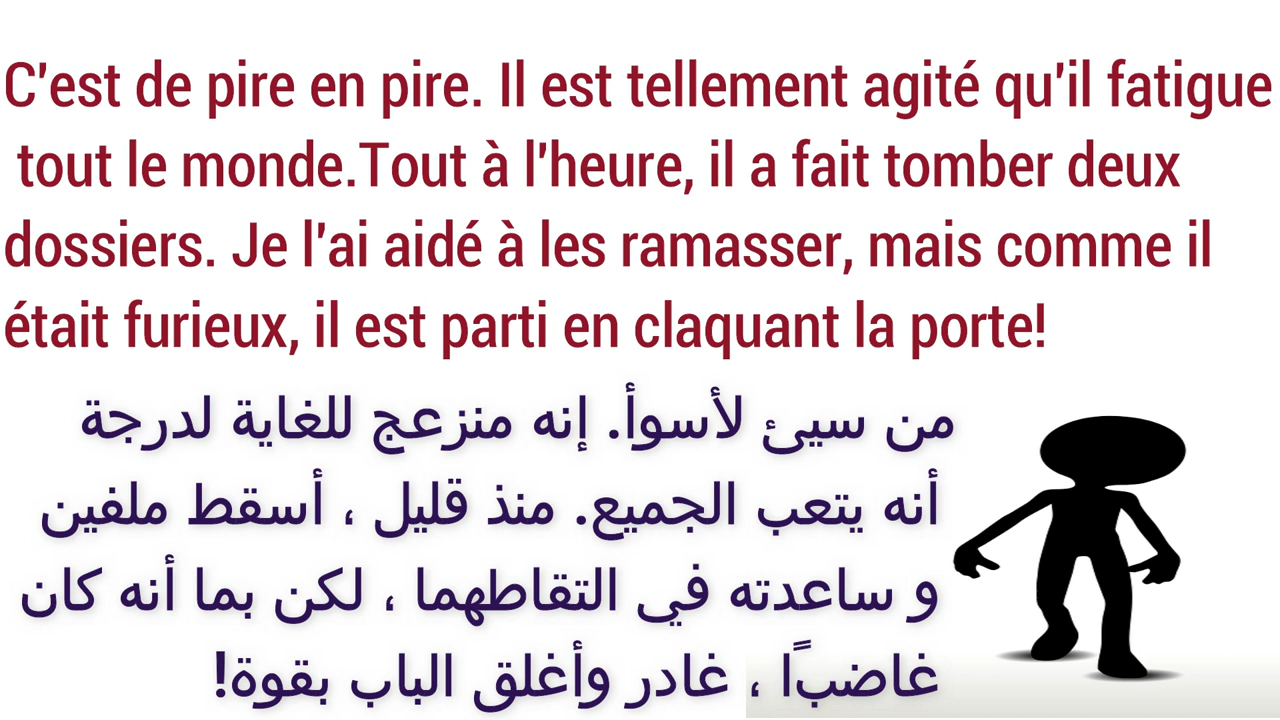 C'est de pire en pire. Il est tellement agité qu'il fatigue
tout le monde.Tout à l'heure, il a fait tomber deux
dossiers. Je l'ai aidé à les ramasser, mais comme il
était furieux, il est parti en claquant la porte!
من سيئ لأسوأ. إنه منزعج للغاية لدرجة
أنه يتعب الجميع. منذ قليل ، أسقط ملفين
و ساعدته في التقاطهما ، لكن بما أنه كان
غاضبًا ، غادر وأغلق الباب بقوة!